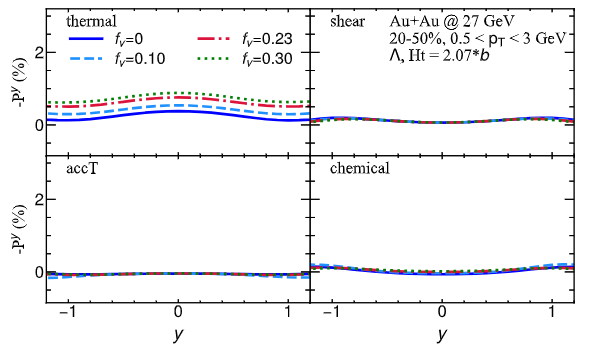 thermal
f_v=0
f_v=0.23
f_v=0.10
f_v=0.30
shear
Au+Au @ 27 GeV
20-50%, 0.5 < p_T < 3 GeV
Λ, Ht = 2.07*b
-P^y (%)
2
0
accT
chemical
-P^y (%)
2
0
−1
0
1
−1
0
1
y
y